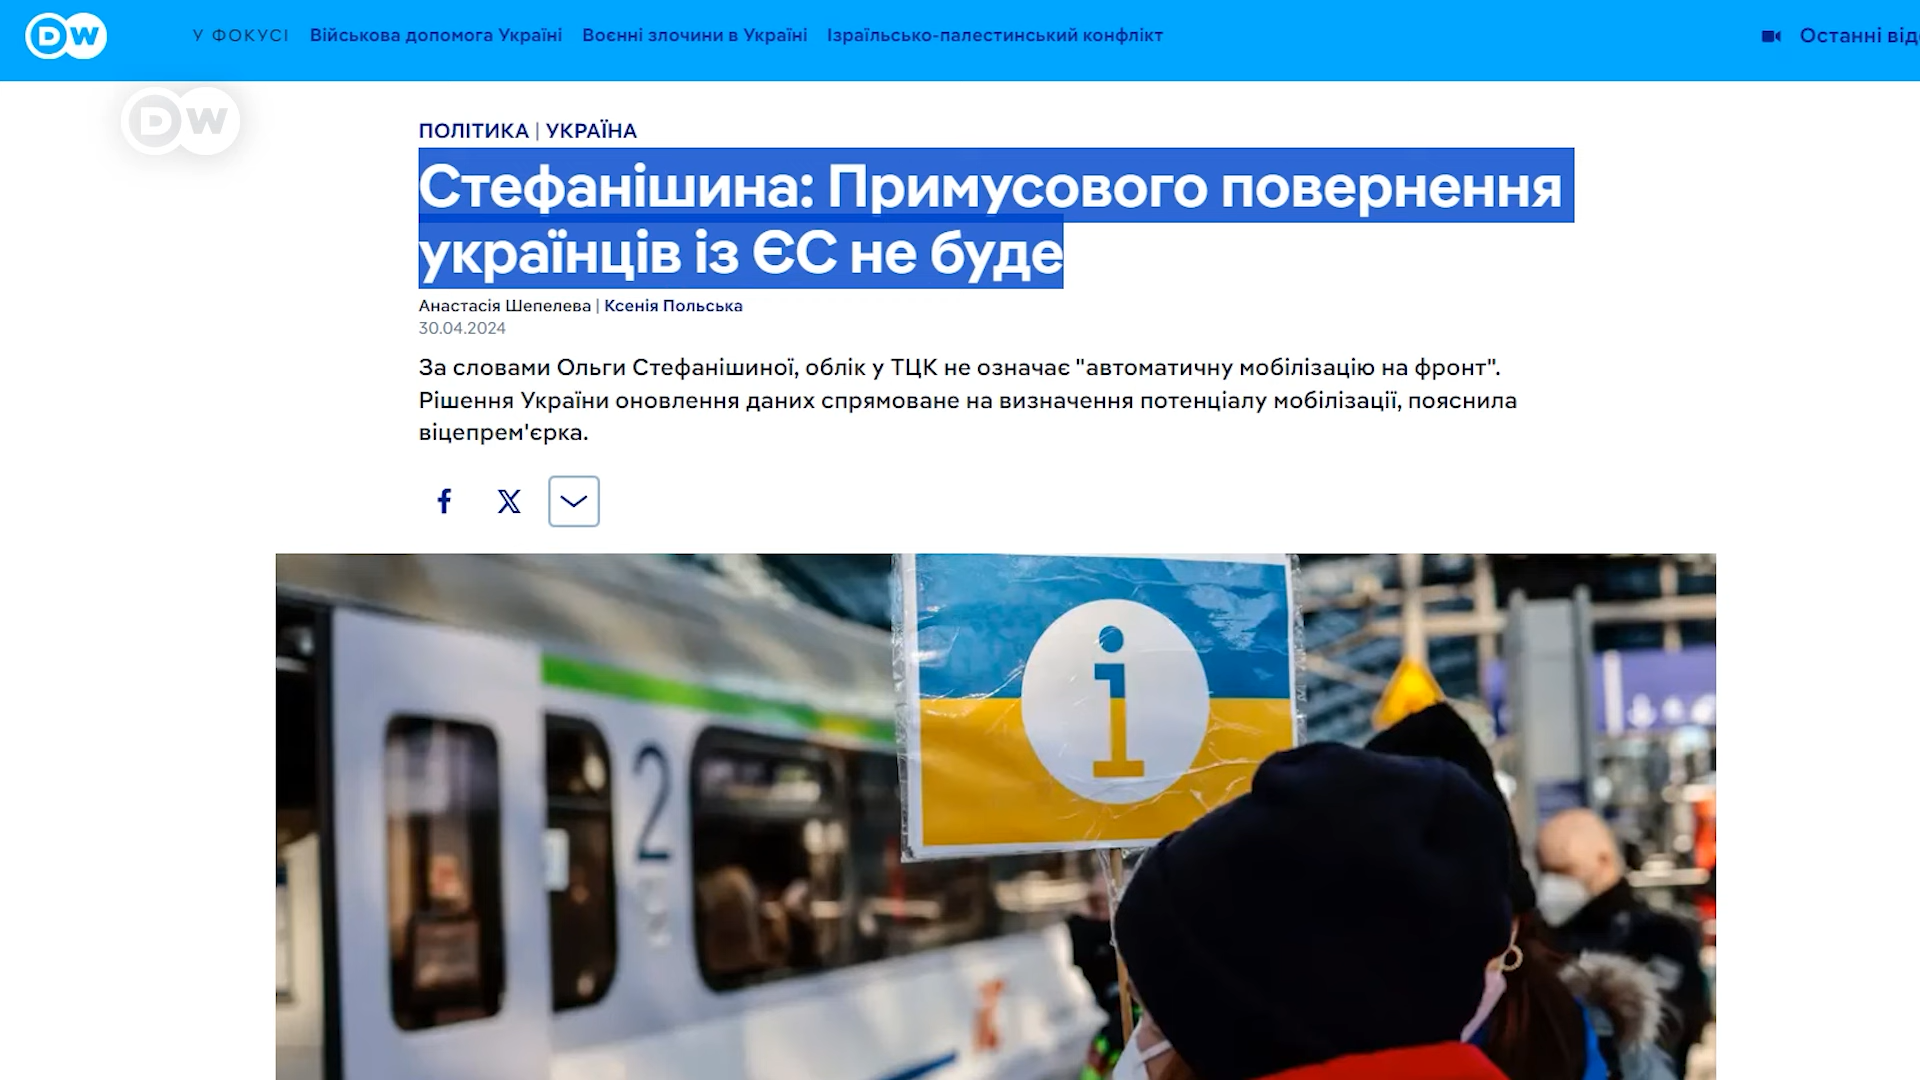 DW
У ФОКУСІ Військова допомога Україні Воєнні злочини в Україні Ізраїльсько-палестинський конфлікт Останні від
DW
ПОЛІТИКА | УКРАЇНА
Стефанішина: Примусового повернення
українців із ЄС не буде
Анастасія Шепелева | Ксенія Польська
30.04.2024
За словами Ольги Стефанішиної, облік у ТЦК не означає "автоматичну мобілізацію на фронт".
Рішення України оновлення даних спрямоване на визначення потенціалу мобілізації, пояснила
віцепрем'єрка.
i
2